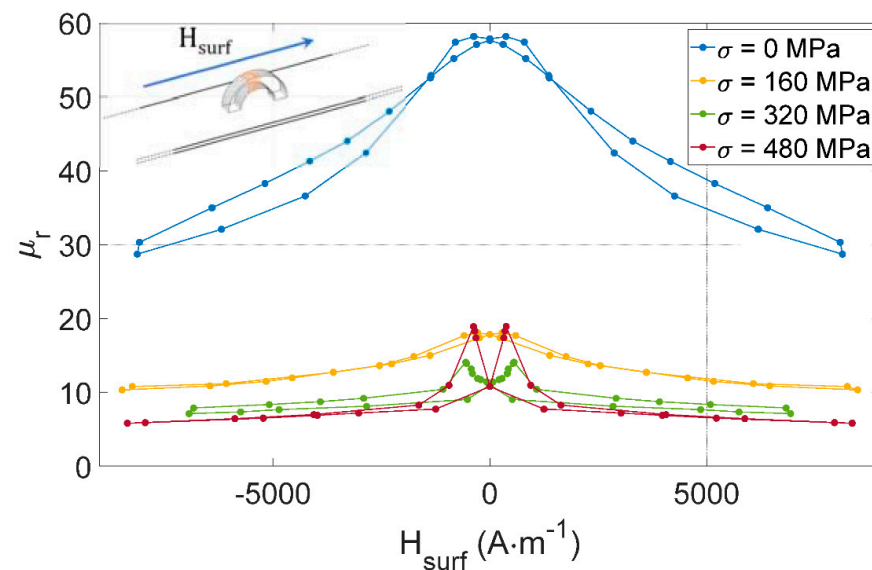 60
50
40
30
20
10
0
μr
-5000
0
5000
Hsurf (A·m-1)
Hsurf
σ = 0 MPa
σ = 160 MPa
σ = 320 MPa
σ = 480 MPa